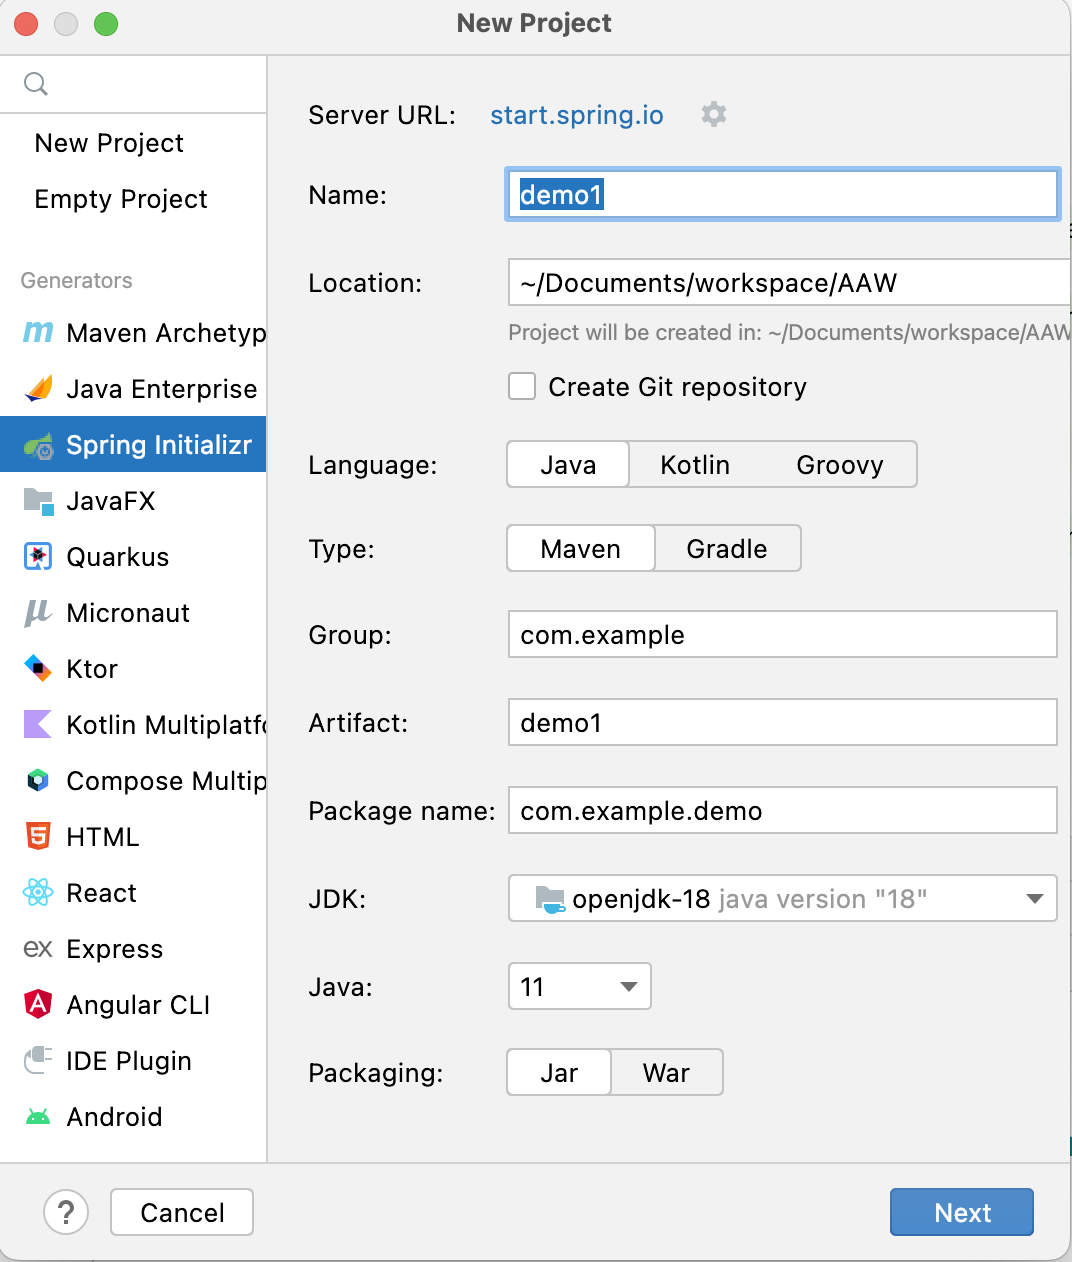 New Project
New Project
Empty Project
Generators
Maven Archetyp
Java Enterprise
Spring Initializr
JavaFX
Quarkus
Micronaut
Ktor
Kotlin Multiplatfo
Compose Multip
HTML
React
ex Express
Angular CLI
IDE Plugin
Android
Server URL: start.spring.io
Name: demo1
Location: ~/Documents/workspace/AAW
Project will be created in: ~/Documents/workspace/AAW
Create Git repository
Language: Java Kotlin Groovy
Type: Maven Gradle
Group: com.example
Artifact: demo1
Package name: com.example.demo
JDK: openjdk-18 java version "18"
Java: 11
Packaging: Jar War
? Cancel Next